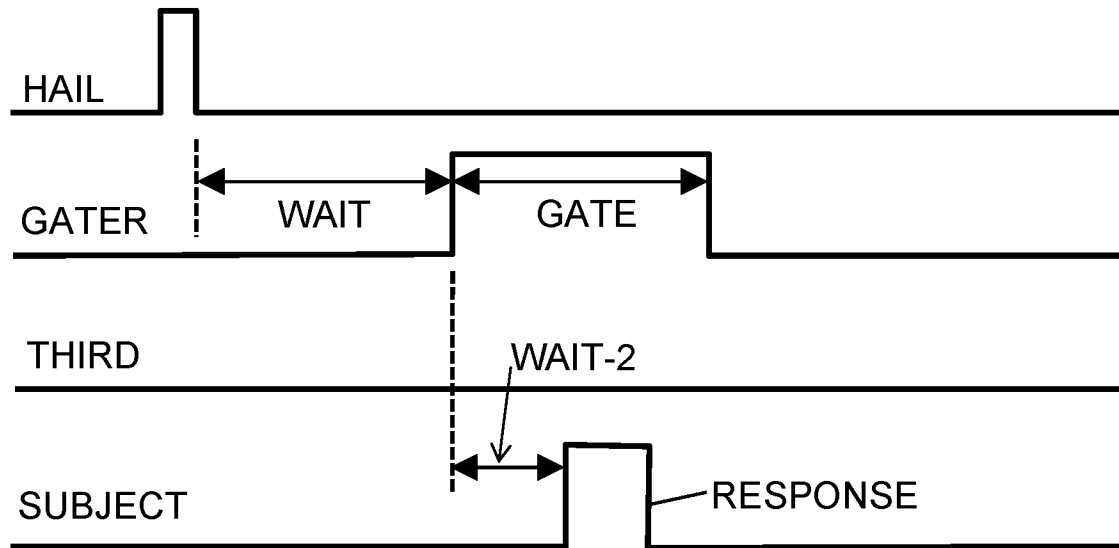 HAIL
WAIT
GATE
GATER
THIRD
WAIT-2
SUBJECT
RESPONSE